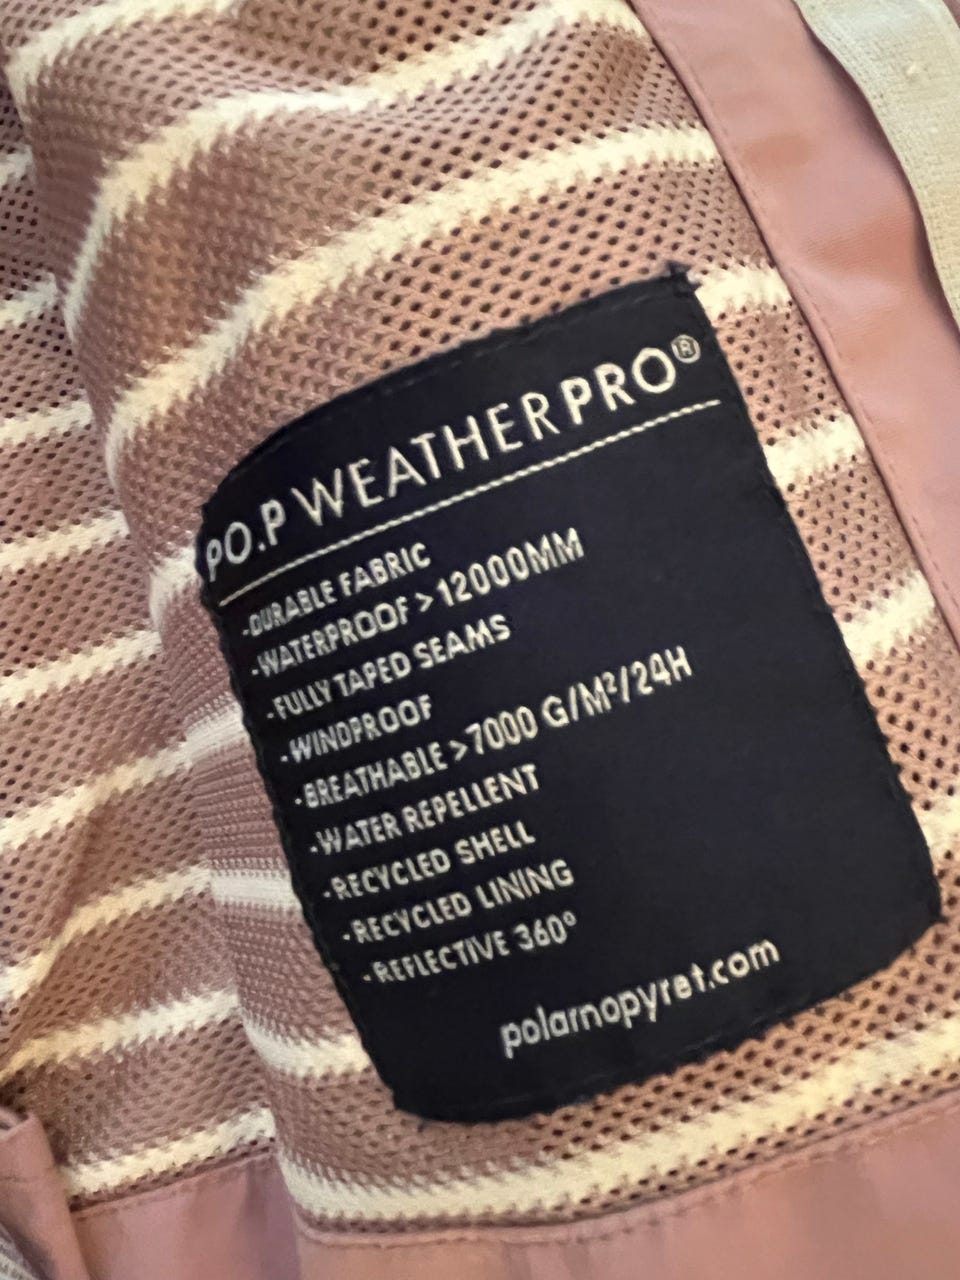 PO.P WEATHERPRO®
-DURABLE FABRIC
-WATERPROOF >12000MM
-FULLY TAPED SEAMS
-WINDPROOF
-BREATHABLE >7000 G/M²/24H
-WATER REPELLENT
-RECYCLED SHELL
-RECYCLED LINING
-REFLECTIVE 360°
polarnopyret.com